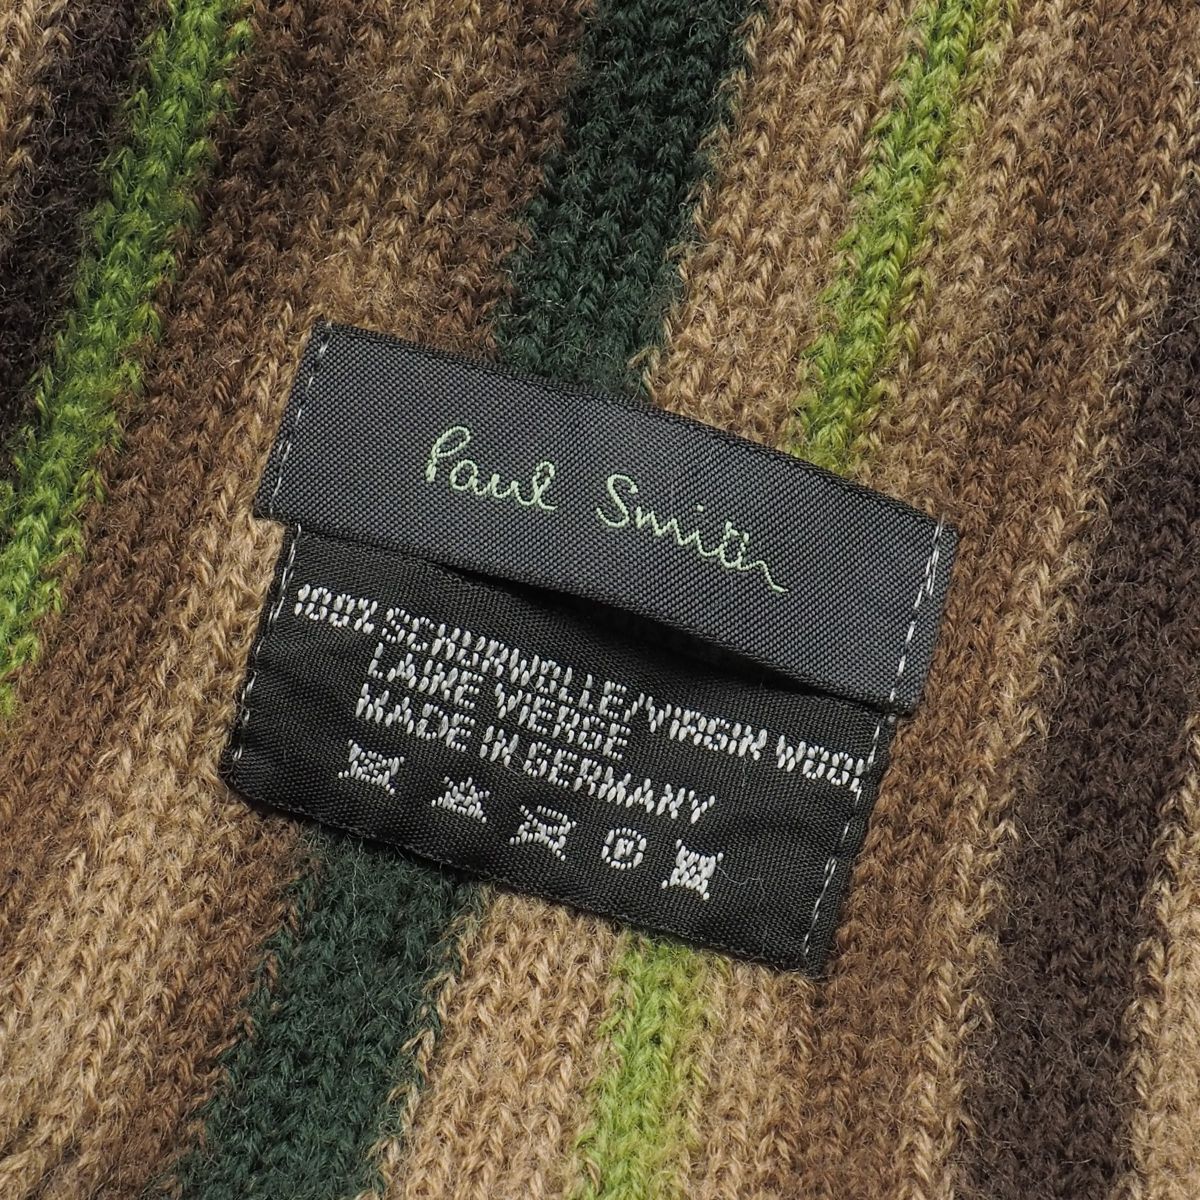 Paul Smith
100% SCHURWOLLE/VIRGIN WOOL
LAINE VIERGE
MADE IN GERMANY
P